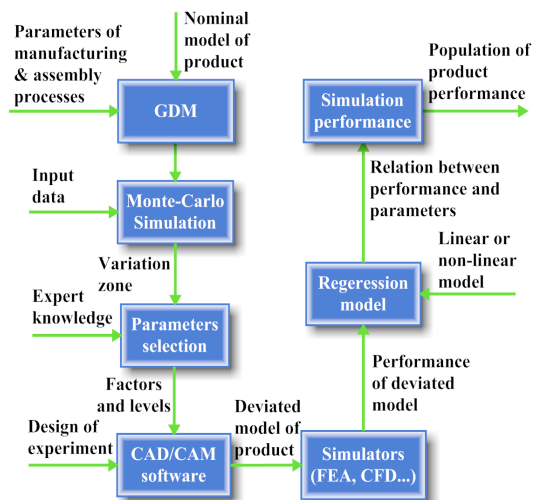 Nominal
model of
product
Parameters of
manufacturing
& assembly
processes
GDM
Input
data
Monte-Carlo
Simulation
Variation
zone
Expert
knowledge
Parameters
selection
Factors
and levels
Design of
experiment
CAD/CAM
software
Deviated
model of
product
Simulators
(FEA, CFD...)
Performance
of deviated
model
Regeression
model
Linear or
non-linear
model
Relation between
performance and
parameters
Simulation
performance
Population of
product
performance